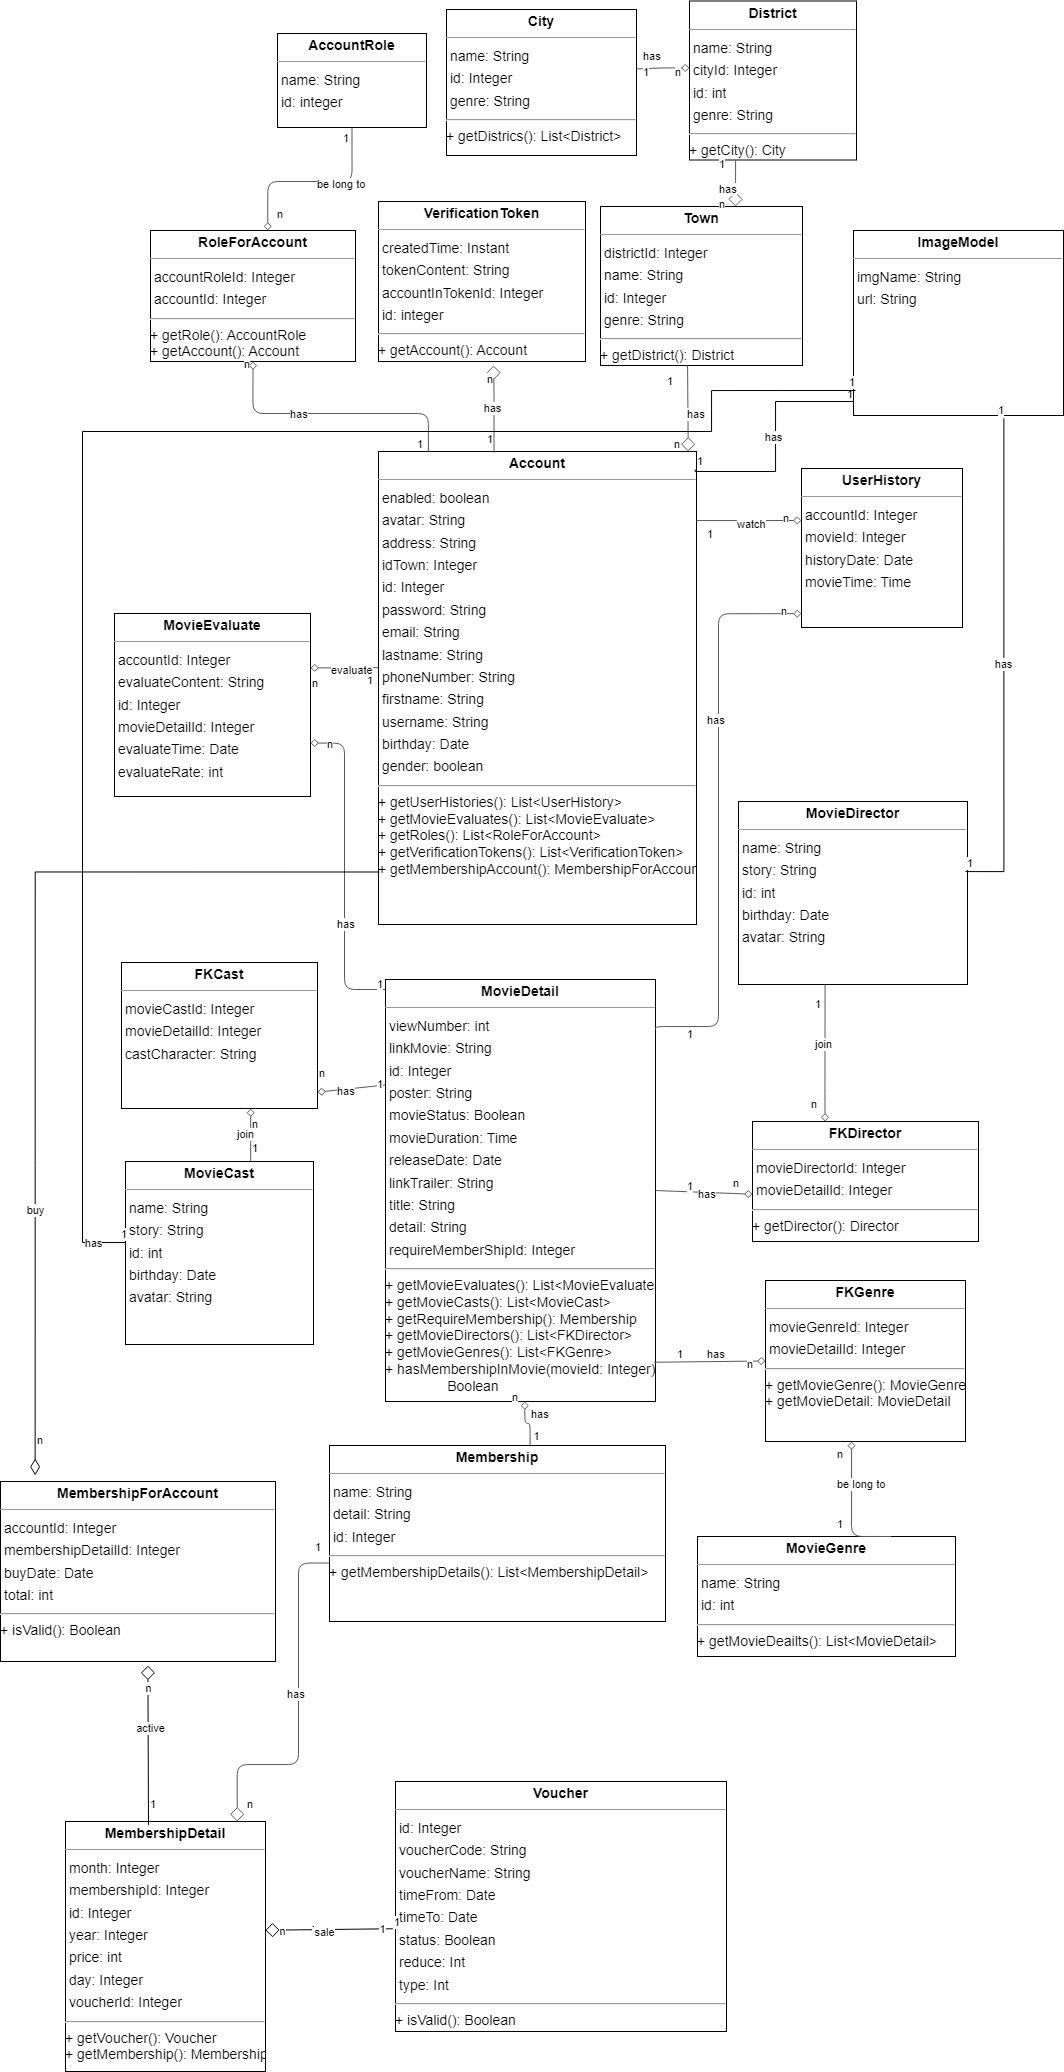 AccountRole
name: String
id: integer
City
name: String
id: Integer
genre: String
+ getDistrics(): List<District>
has
1
n
District
name: String
cityId: Integer
id: int
genre: String
+ getCity(): City
1
has
n
1
be long to
n
RoleForAccount
accountRoleId: Integer
accountId: Integer
+ getRole(): AccountRole
+ getAccount(): Account
n
has
1
VerificationToken
createdTime: Instant
tokenContent: String
accountInTokenId: Integer
id: integer
+ getAccount(): Account
n
has
1
Town
districtId: Integer
name: String
id: Integer
genre: String
+ getDistrict(): District
1
has
n
ImageModel
imgName: String
url: String
1
1
1
has
1
has
1
Account
enabled: boolean
avatar: String
address: String
idTown: Integer
id: Integer
password: String
email: String
lastname: String
phoneNumber: String
firstname: String
username: String
birthday: Date
gender: boolean
+ getUserHistories(): List<UserHistory>
+ getMovieEvaluates(): List<MovieEvaluate>
+ getRoles(): List<RoleForAccount>
+ getVerificationTokens(): List<VerificationToken>
+ getMembershipAccount(): MembershipForAccour
watch
n
1
UserHistory
accountId: Integer
movieId: Integer
historyDate: Date
movieTime: Time
n
has
1
MovieEvaluate
accountId: Integer
evaluateContent: String
id: Integer
movieDetailId: Integer
evaluateTime: Date
evaluateRate: int
evaluate
n
1
n
has
1
MovieDirector
name: String
story: String
id: int
birthday: Date
avatar: String
1
join
n
FKCast
movieCastId: Integer
movieDetailId: Integer
castCharacter: String
n
has
1
n
join
1
MovieDetail
viewNumber: int
linkMovie: String
id: Integer
poster: String
movieStatus: Boolean
movieDuration: Time
releaseDate: Date
linkTrailer: String
title: String
detail: String
requireMemberShipId: Integer
+ getMovieEvaluates(): List<MovieEvaluate
+ getMovieCasts(): List<MovieCast>
+ getRequireMembership(): Membership
+ getMovieDirectors(): List<FKDirector>
+ getMovieGenres(): List<FKGenre>
+ hasMembershipInMovie(movieId: Integer)
Boolean
n
has
1
FKDirector
movieDirectorId: Integer
movieDetailId: Integer
+ getDirector(): Director
1
has
n
MovieCast
name: String
story: String
id: int
birthday: Date
avatar: String
1
has
buy
n
FKGenre
movieGenreId: Integer
movieDetailId: Integer
+ getMovieGenre(): MovieGenre
+ getMovieDetail: MovieDetail
1
has
n
n
be long to
1
MembershipForAccount
accountId: Integer
membershipDetailId: Integer
buyDate: Date
total: int
+ isValid(): Boolean
n
active
1
Membership
name: String
detail: String
id: Integer
+ getMembershipDetails(): List<MembershipDetail>
1
has
n
MovieGenre
name: String
id: int
+ getMovieDeailts(): List<MovieDetail>
MembershipDetail
month: Integer
membershipId: Integer
id: Integer
year: Integer
price: int
day: Integer
voucherId: Integer
+ getVoucher(): Voucher
+ getMembership(): Membership
n
sale
1
1
Voucher
id: Integer
voucherCode: String
voucherName: String
timeFrom: Date
timeTo: Date
status: Boolean
reduce: Int
type: Int
+ isValid(): Boolean